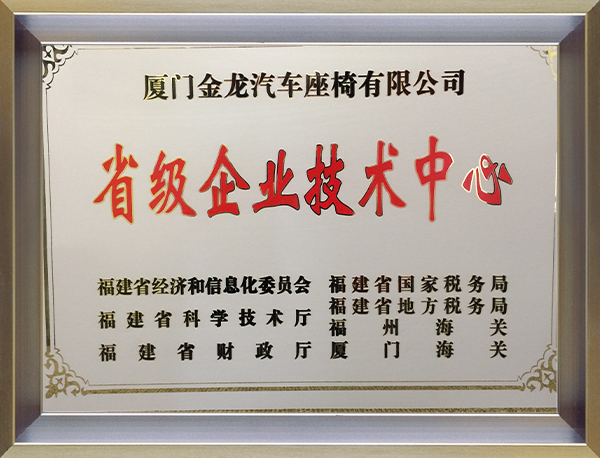 厦门金龙汽车座椅有限公司
省级企业技术中心
福建省经济和信息化委员会
福建省科学技术厅
福建省财政厅
福建省国家税务局
福建省地方税务局
福州海关
厦门海关